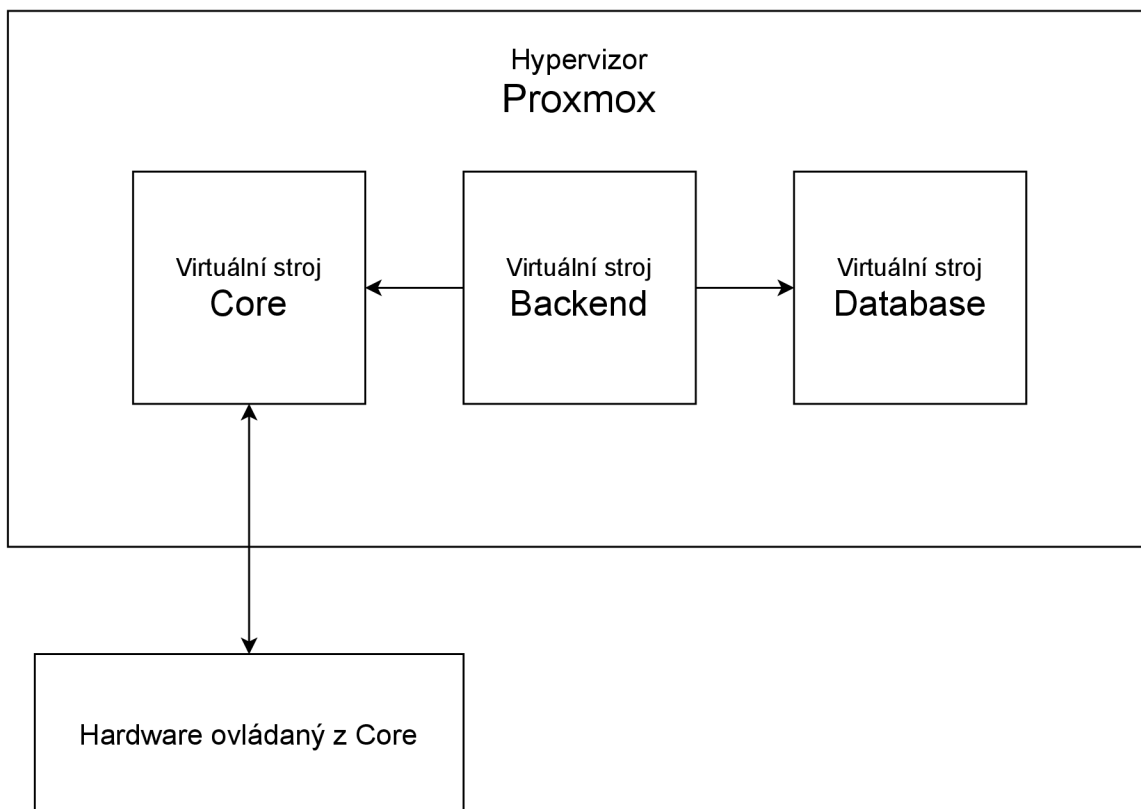 Hypervizor
Proxmox
Virtuální stroj
Core
Virtuální stroj
Backend
Virtuální stroj
Database
Hardware ovládaný z Core